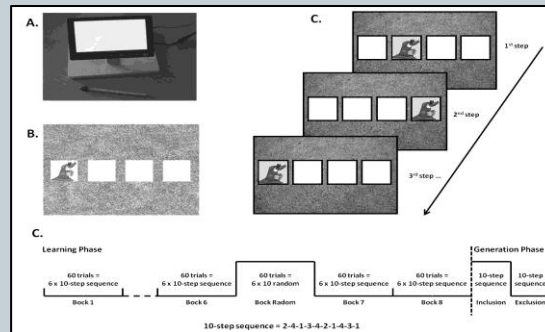 A.
B.
C.
1st step
2nd step
3rd step ...
C.
Learning Phase
Generation Phase
60 trials =
6 x 10-step sequence
Bock 1
60 trials =
6 x 10-step sequence
Bock 6
60 trials =
6 x 10 random
Bock Radom
60 trials =
6 x 10-step sequence
Bock 7
60 trials =
6 x 10-step sequence
Bock 8
10-step
sequence
Inclusion
10-step
sequence
Exclusion
10-step sequence = 2-4-1-3-4-2-1-4-3-1